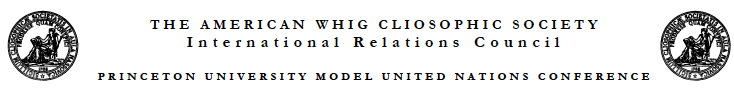 THE AMERICAN WHIG CLIOSOPHIC SOCIETY
International Relations Council
PRINCETON UNIVERSITY MODEL UNITED NATIONS CONFERENCE